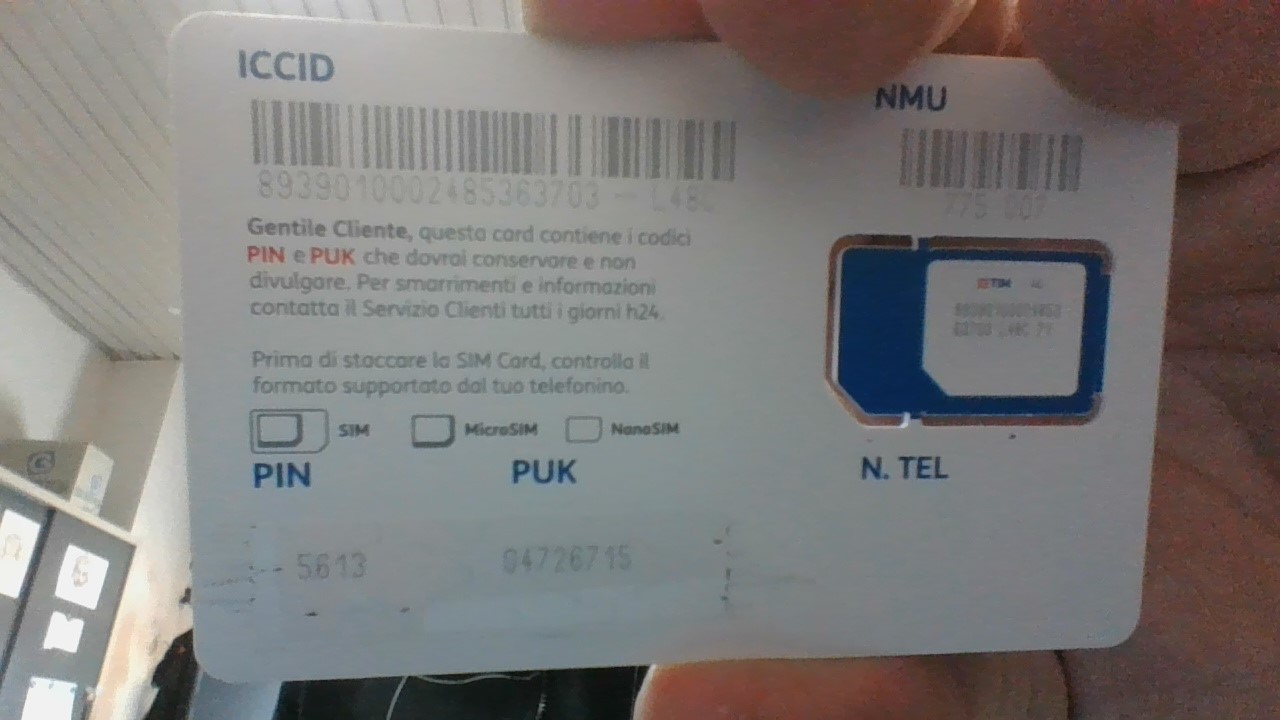 ICCID
NMU
8939010002485363703 – L48C
775 007
Gentile Cliente, questa card contiene i codici
PIN e PUK che dovrai conservare e non
divulgare. Per smarrimenti e informazioni
contatta il Servizio Clienti tutti i giorni h24.
TIM 4G
Prima di staccare la SIM Card, controlla il
formato supportato dal tuo telefonino.
SIM MicroSIM NanoSIM
PIN PUK N. TEL
5613 04726715